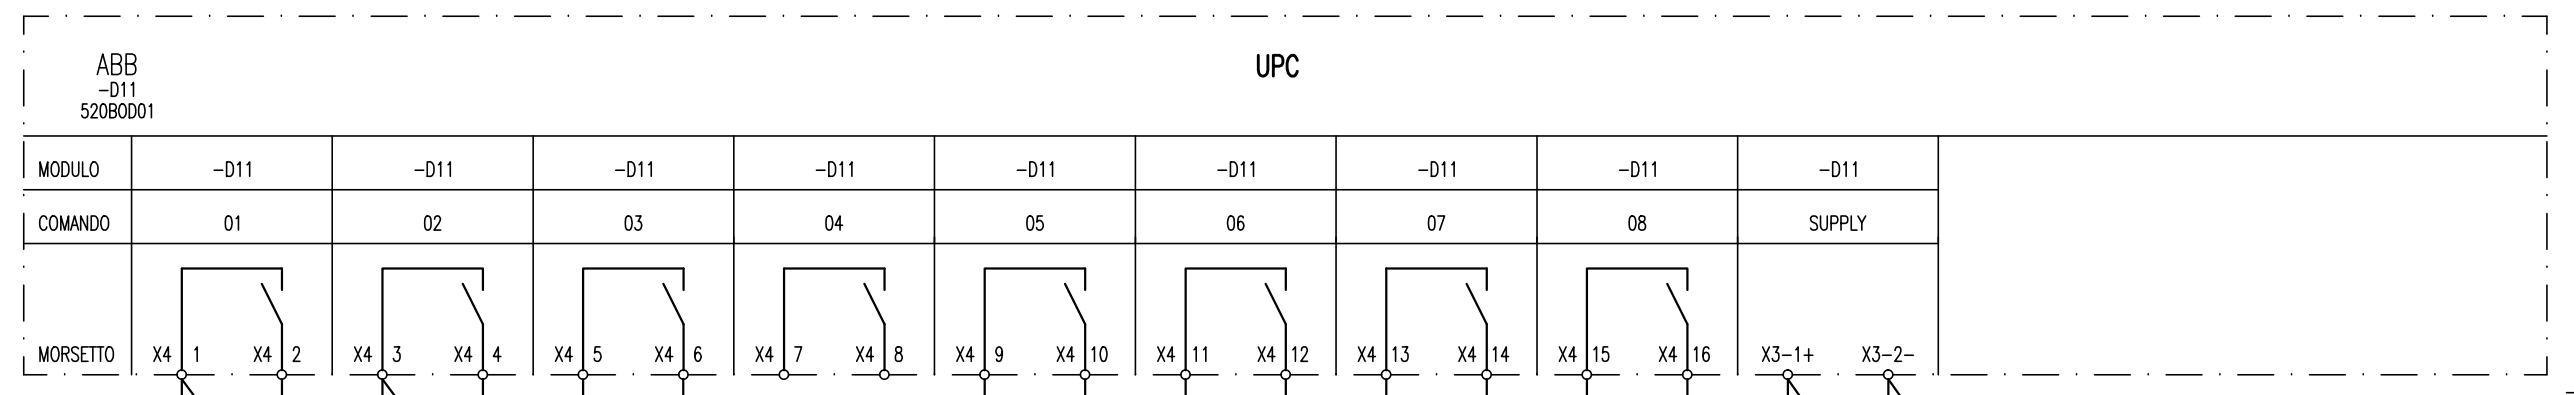 ABB
-D11
520BOD01
UPC
MODULO -D11 -D11 -D11 -D11 -D11 -D11 -D11 -D11 -D11
COMANDO 01 02 03 04 05 06 07 08 SUPPLY
MORSETTO X4 1 X4 2 X4 3 X4 4 X4 5 X4 6 X4 7 X4 8 X4 9 X4 10 X4 11 X4 12 X4 13 X4 14 X4 15 X4 16 X3-1+ X3-2-